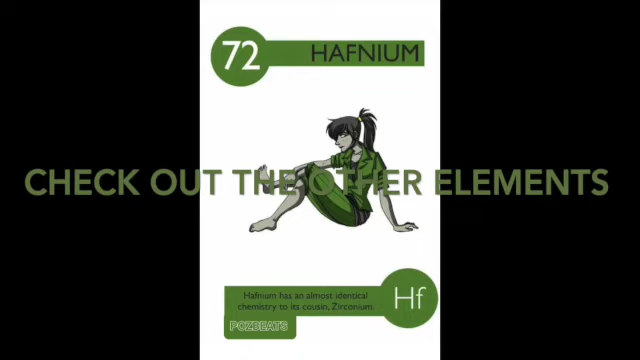 72
HAFNIUM
CHECK OUT THE OTHER ELEMENTS
Hafnium has an almost identical
chemistry to its cousin, Zirconium.
Hf
POZBEATS